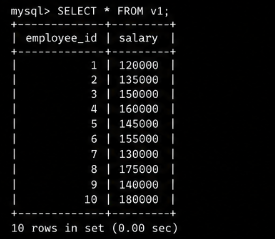 mysql> SELECT * FROM v1;
+-------------+--------+
| employee_id | salary |
+-------------+--------+
|           1 | 120000 |
|           2 | 135000 |
|           3 | 150000 |
|           4 | 160000 |
|           5 | 145000 |
|           6 | 155000 |
|           7 | 130000 |
|           8 | 175000 |
|           9 | 140000 |
|          10 | 180000 |
+-------------+--------+
10 rows in set (0.00 sec)